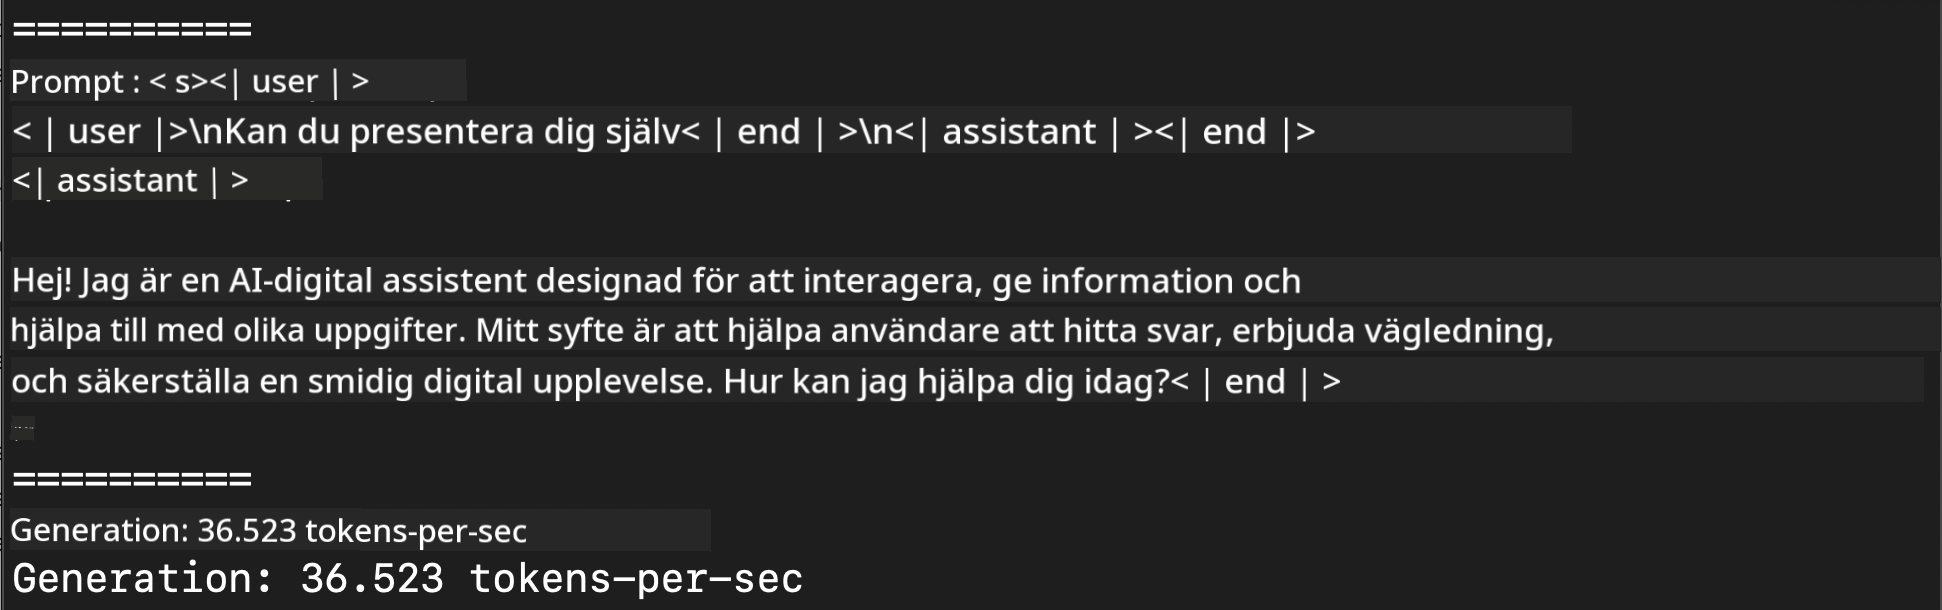 ==========
Prompt : < s><| user | >
< | user |>\nKan du presentera dig själv< | end | >\n<| assistant | ><| end |>
<| assistant | >
Hej! Jag är en AI-digital assistent designad för att interagera, ge information och
hjälpa till med olika uppgifter. Mitt syfte är att hjälpa användare att hitta svar, erbjuda vägledning,
och säkerställa en smidig digital upplevelse. Hur kan jag hjälpa dig idag?< | end | >
==========
Generation: 36.523 tokens-per-sec
Generation: 36.523 tokens-per-sec